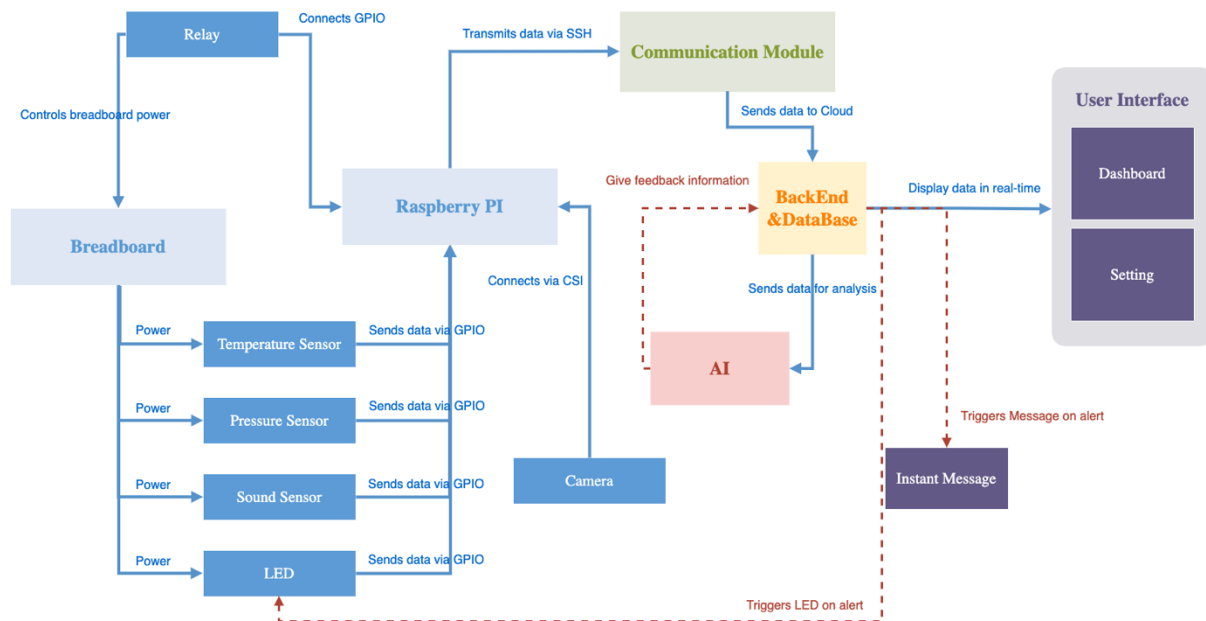 Relay
Connects GPIO
Transmits data via SSH
Communication Module
User Interface
Controls breadboard power
Sends data to Cloud
Dashboard
Give feedback information
BackEnd
&DataBase
Display data in real-time
Raspberry PI
Breadboard
Setting
Connects via CSI
Sends data for analysis
Power
Temperature Sensor
Sends data via GPIO
AI
Power
Pressure Sensor
Sends data via GPIO
Triggers Message on alert
Camera
Instant Message
Power
Sound Sensor
Sends data via GPIO
Power
LED
Sends data via GPIO
Triggers LED on alert